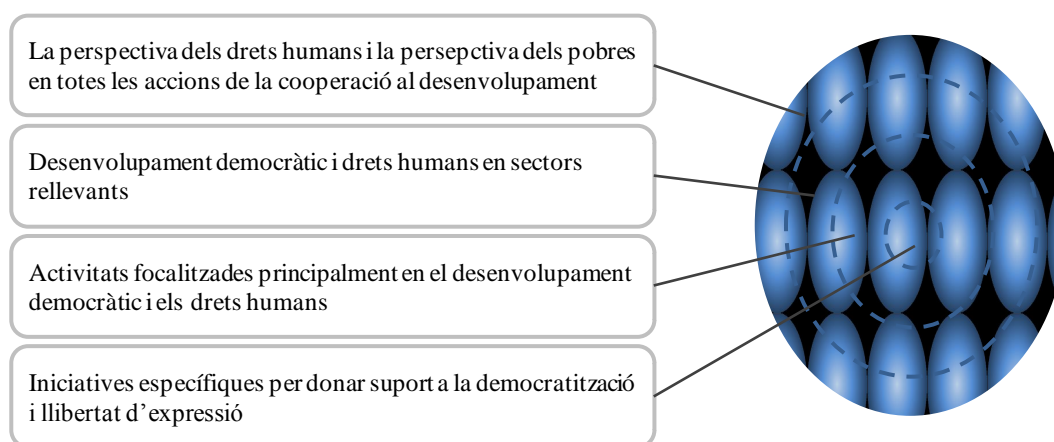 La perspectiva dels drets humans i la persepctiva dels pobres
en totes les accions de la cooperació al desenvolupament
Desenvolupament democràtic i drets humans en sectors
rellevants
Activitats focalitzades principalment en el desenvolupament
democràtic i els drets humans
Iniciatives específiques per donar suport a la democratització
i llibertat d’expressió